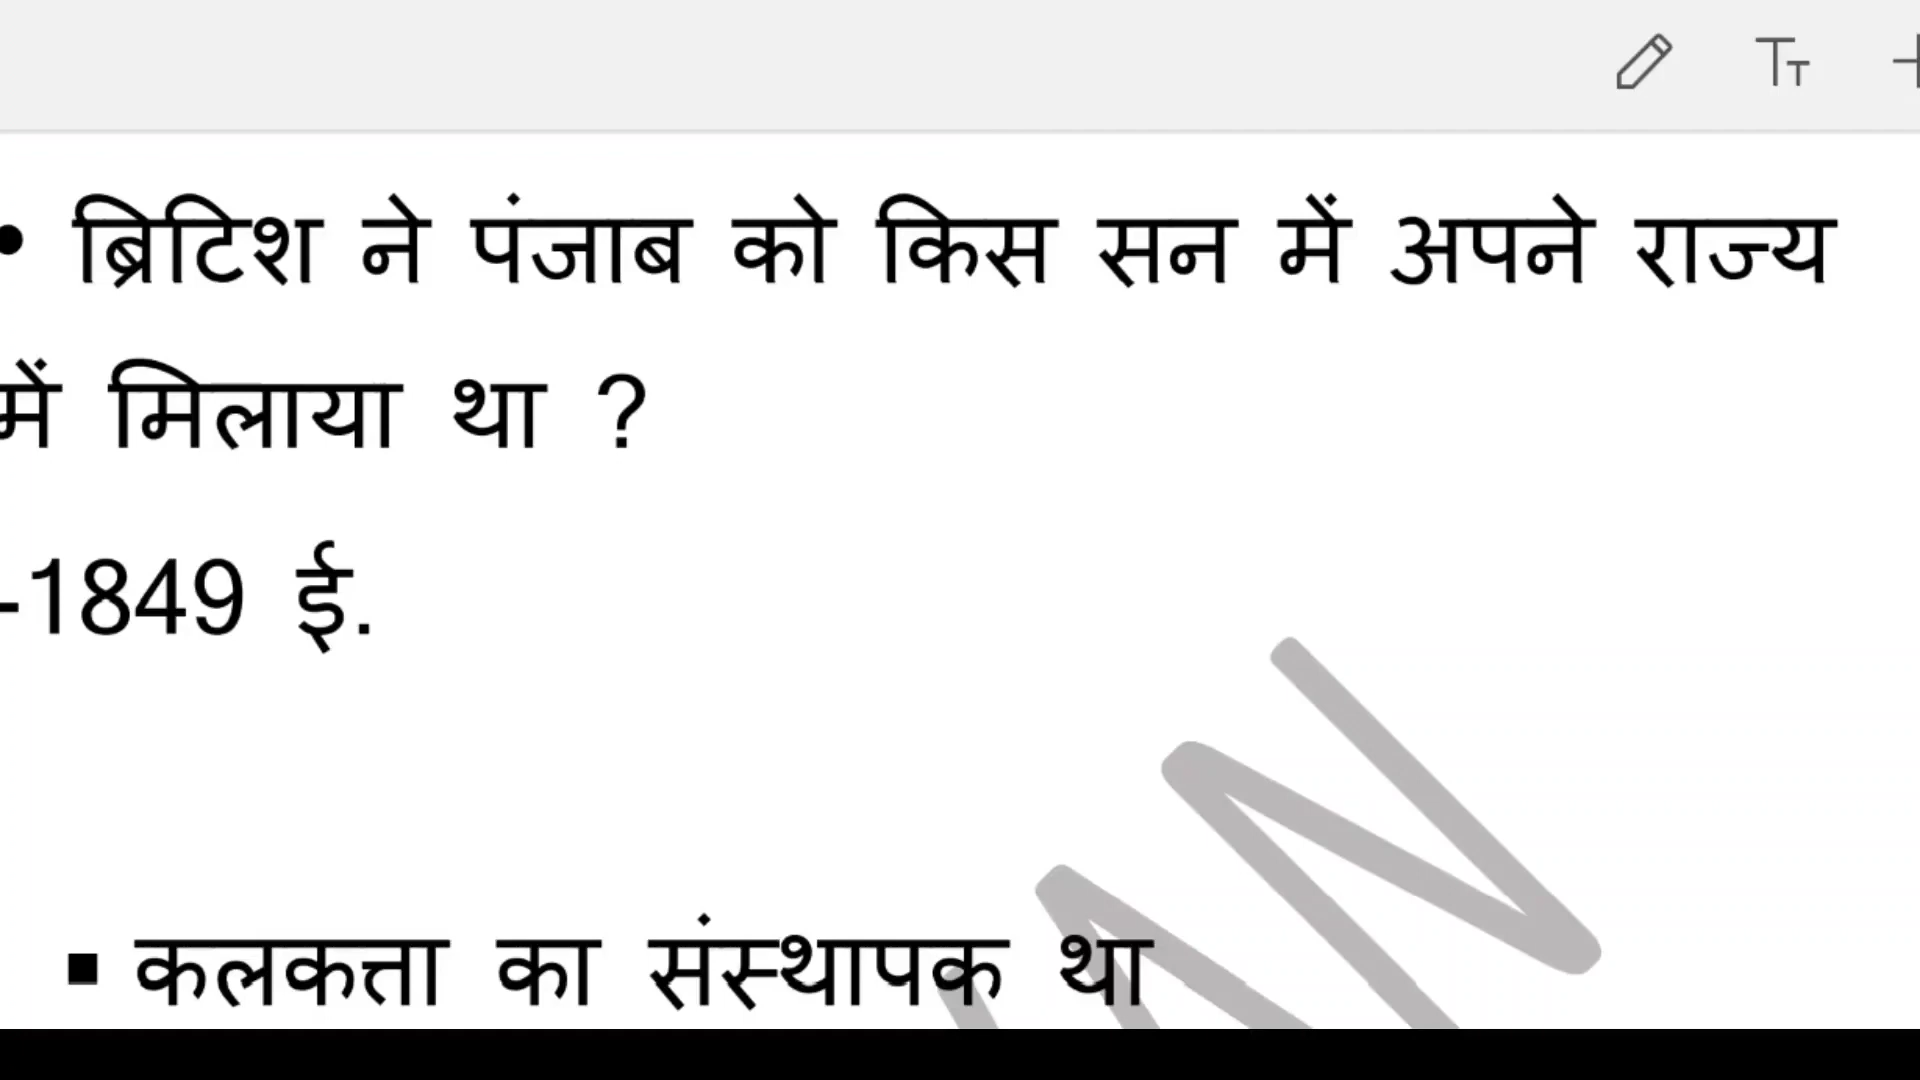 • ब्रिटिश ने पंजाब को किस सन में अपने राज्य
में मिलाया था ?
-1849 ई.
▪ कलकत्ता का संस्थापक था